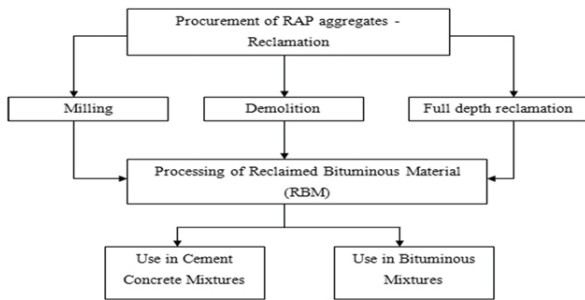 Procurement of RAP aggregates -
Reclamation
Milling
Demolition
Full depth reclamation
Processing of Reclaimed Bituminous Material
(RBM)
Use in Cement
Concrete Mixtures
Use in Bituminous
Mixtures